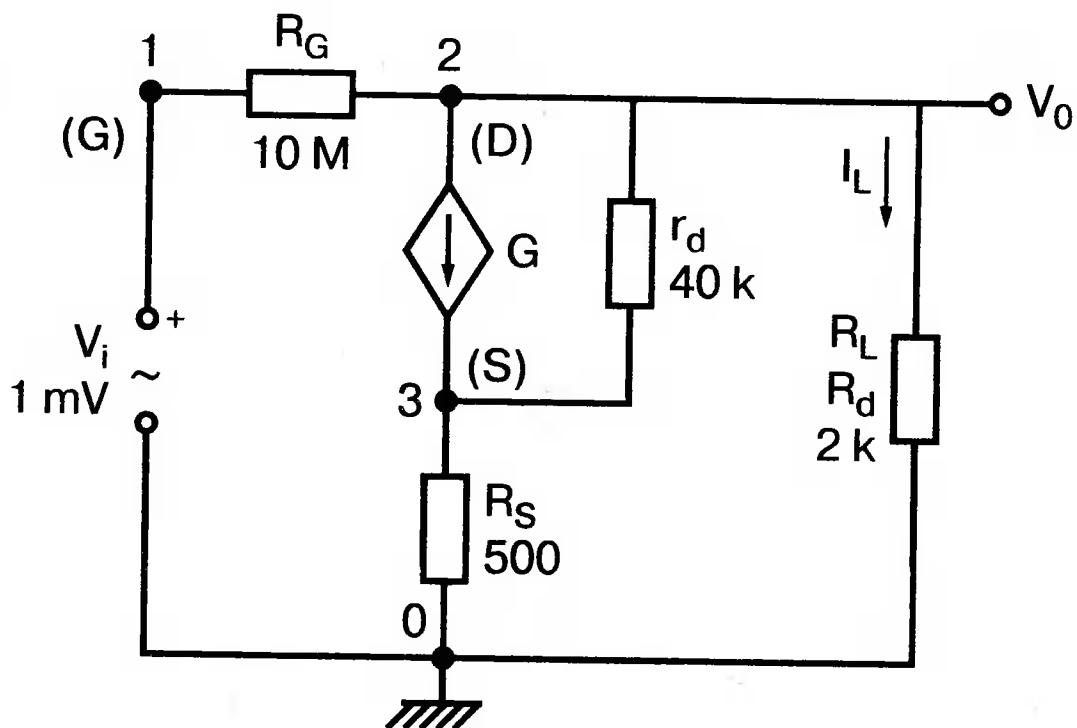 R_G
1
2
V_0
(G)
10 M
(D)
I_L
G
r_d
40 k
+
V_i
~
1 mV
(S)
3
R_L
R_d
2 k
R_S
500
0